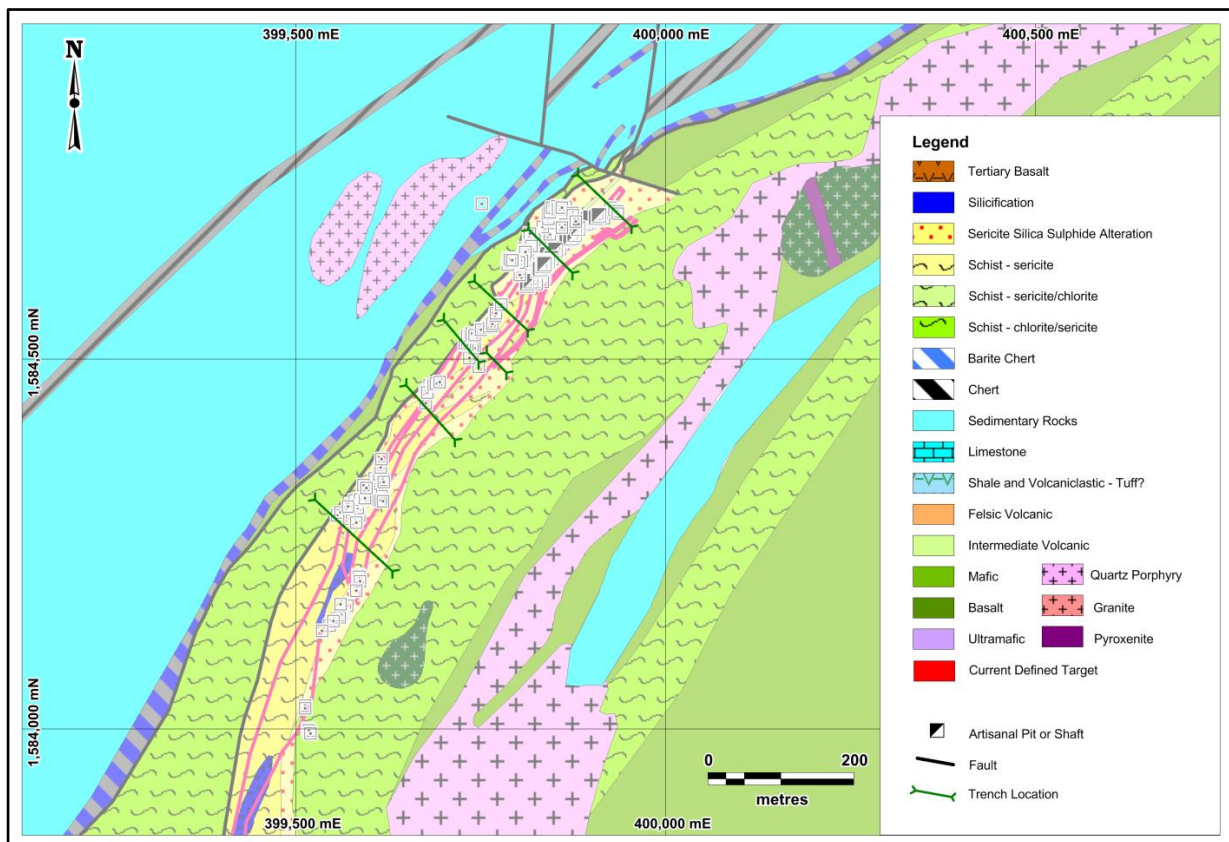 399,500 mE
400,000 mE
400,500 mE
N
1,584,500 mN
1,584,000 mN
Legend
Tertiary Basalt
Silicification
Sericite Silica Sulphide Alteration
Schist - sericite
Schist - sericite/chlorite
Schist - chlorite/sericite
Barite Chert
Chert
Sedimentary Rocks
Limestone
Shale and Volcaniclastic - Tuff?
Felsic Volcanic
Intermediate Volcanic
Mafic
Quartz Porphyry
Basalt
Granite
Ultramafic
Pyroxenite
Current Defined Target
Artisanal Pit or Shaft
Fault
Trench Location
0
200
metres
399,500 mE
400,000 mE